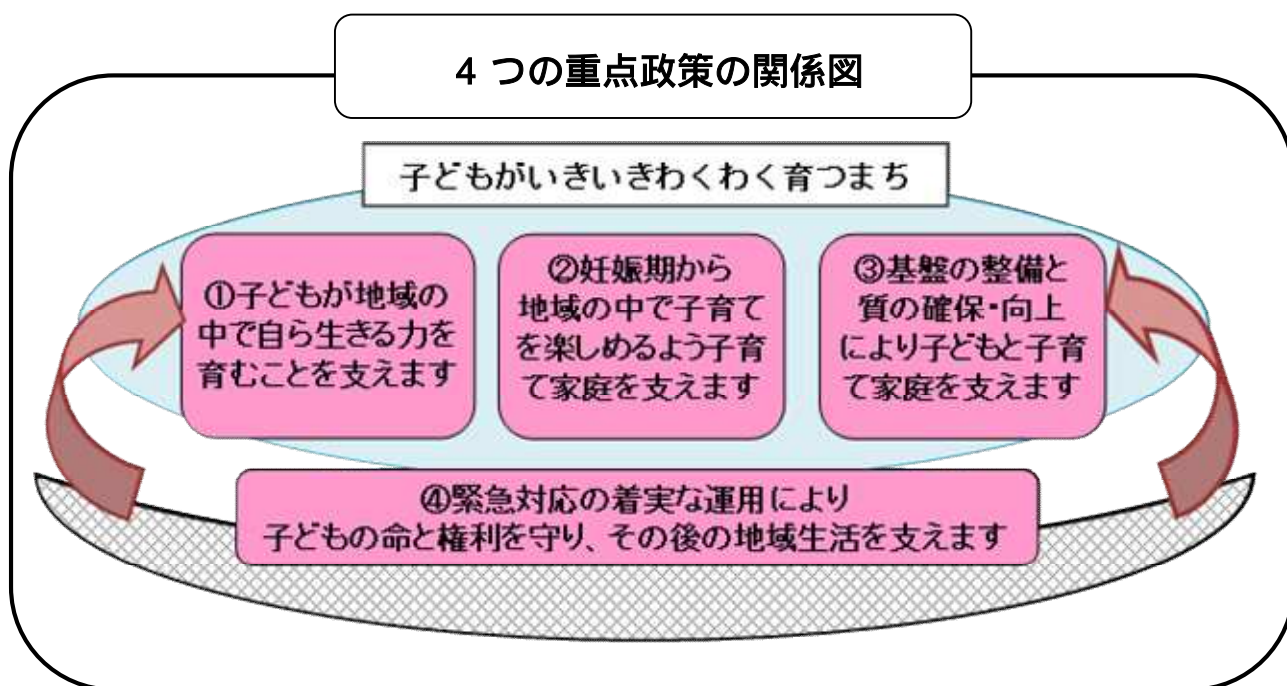 4 つの重点政策の関係図
子どもがいきいきわくわく育つまち
①子どもが地域の
中で自ら生きる力を
育むことを支えます
②妊娠期から
地域の中で子育て
を楽しめるよう子育
て家庭を支えます
③基盤の整備と
質の確保・向上
により子どもと子育
て家庭を支えます
④緊急対応の着実な運用により
子どもの命と権利を守り、その後の地域生活を支えます